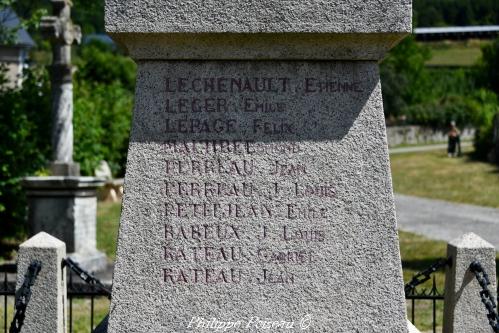 LECHENAULT ETIENNE
LEGER EMILE
LEPAGE FELIX
MALTHERE
PERREAU JEAN
PERREAU J. LOUIS
PETITJEAN EMILE
RABEUX J. LOUIS
RATEAU GABRIEL
RATEAU JEAN
Philippe Poiseau ©